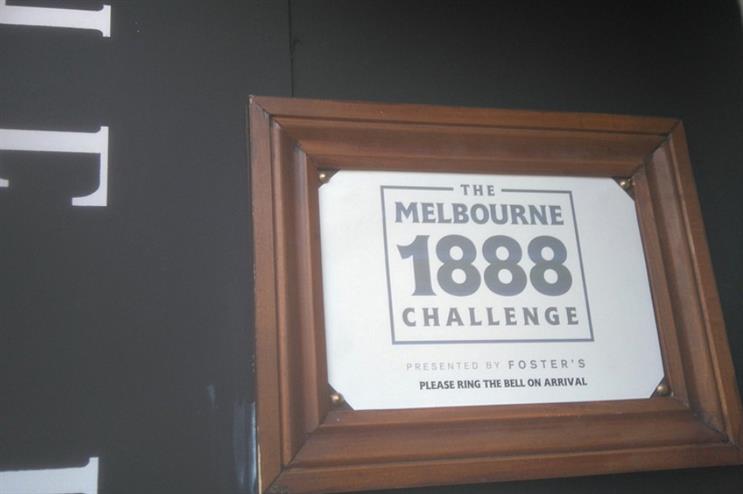 THE
MELBOURNE
1888
CHALLENGE
PRESENTED BY FOSTER'S
PLEASE RING THE BELL ON ARRIVAL